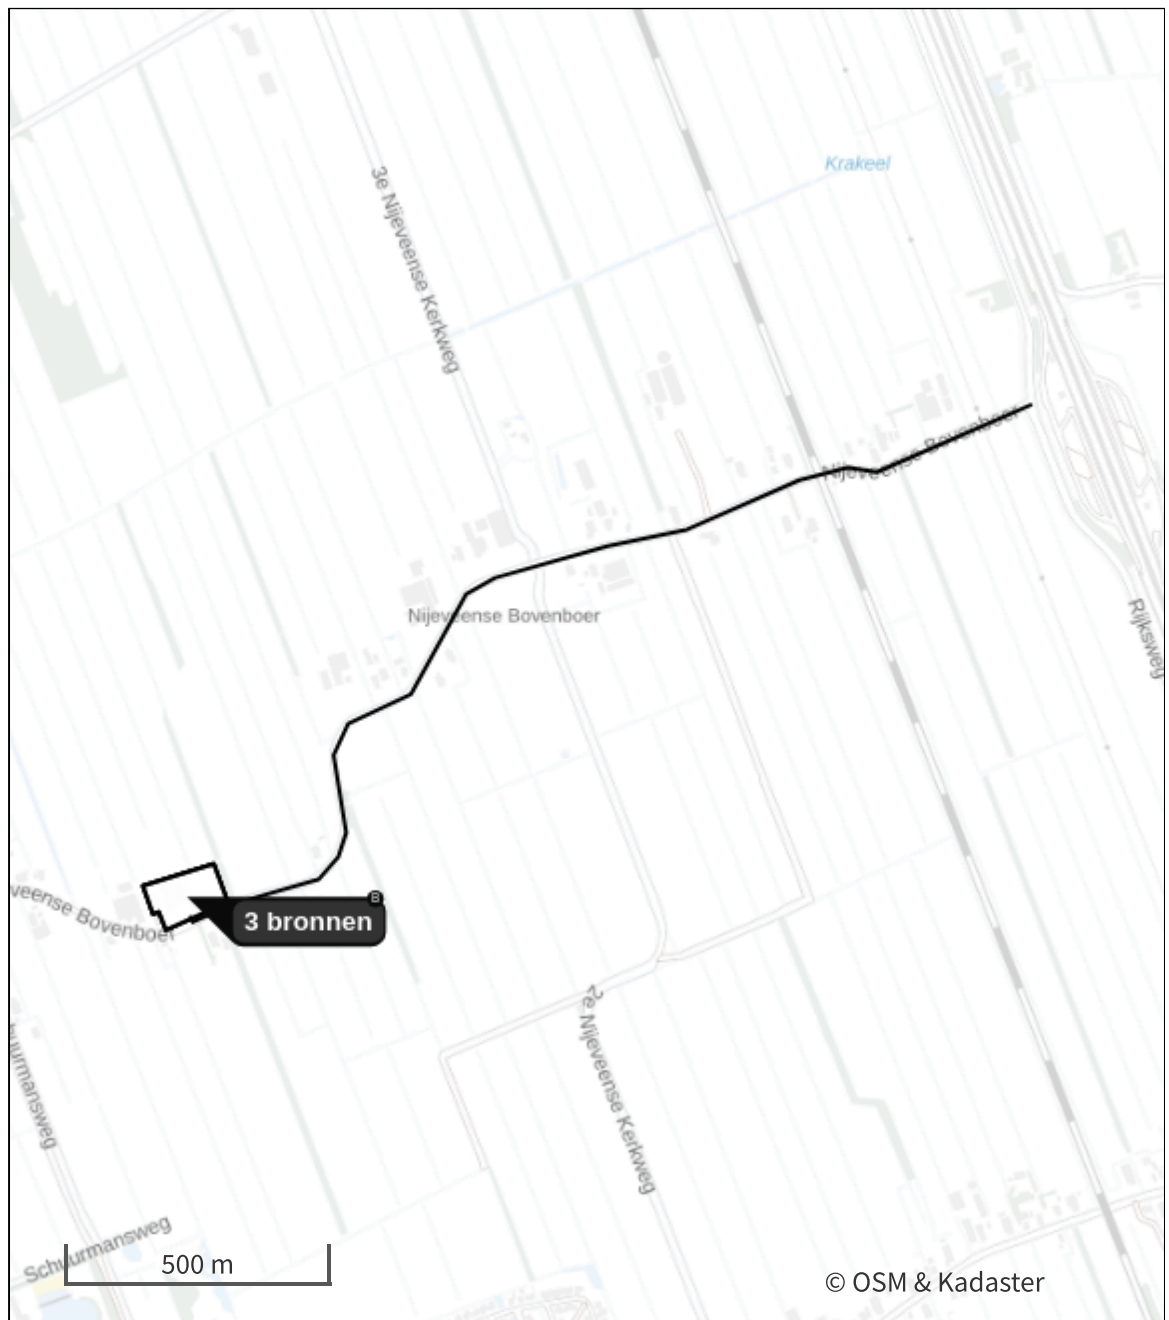 Krakeel
3e Nijeveense Kerkweg
Nijeveense Bovenboer
Nijeveense Bovenboer
Rijksweg
veense Bovenboer
B
3 bronnen
2e Nijeveense Kerkweg
uurmansweg
Schuurmansweg
500 m
© OSM & Kadaster